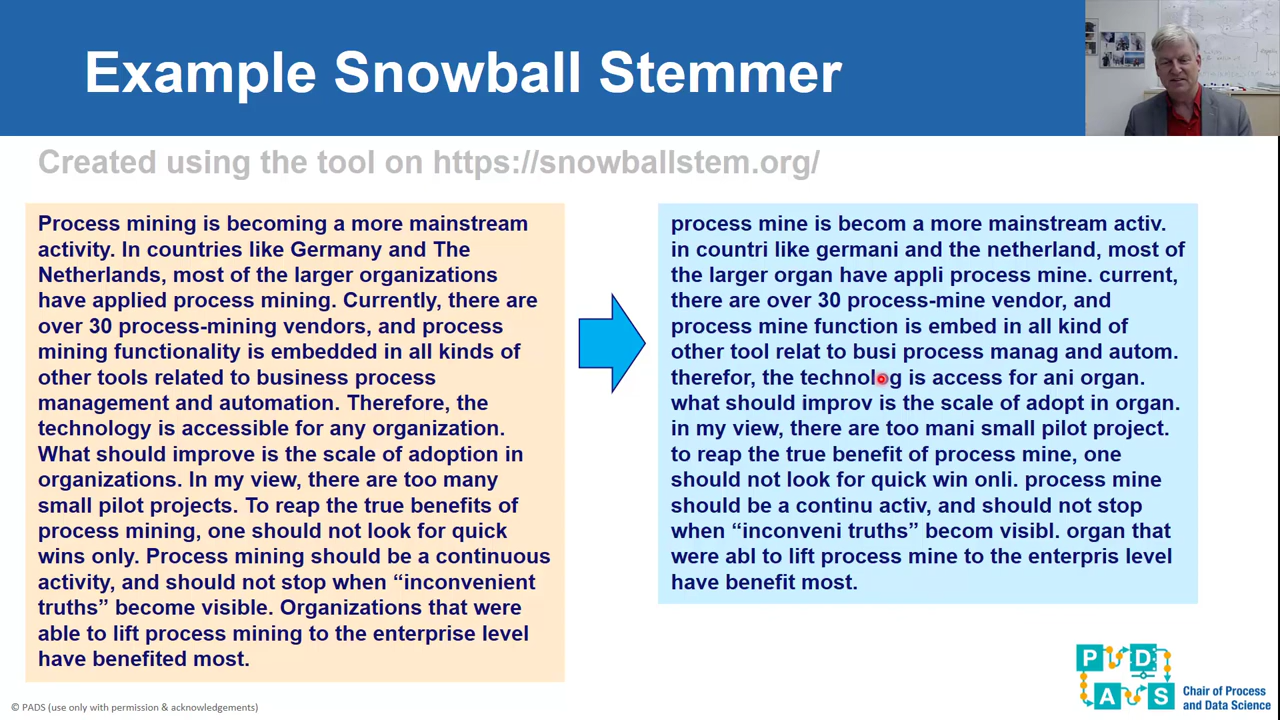 Example Snowball Stemmer
Created using the tool on https://snowballstem.org/
Process mining is becoming a more mainstream
activity. In countries like Germany and The
Netherlands, most of the larger organizations
have applied process mining. Currently, there are
over 30 process-mining vendors, and process
mining functionality is embedded in all kinds of
other tools related to business process
management and automation. Therefore, the
technology is accessible for any organization.
What should improve is the scale of adoption in
organizations. In my view, there are too many
small pilot projects. To reap the true benefits of
process mining, one should not look for quick
wins only. Process mining should be a continuous
activity, and should not stop when “inconvenient
truths” become visible. Organizations that were
able to lift process mining to the enterprise level
have benefited most.
process mine is becom a more mainstream activ.
in countri like germani and the netherland, most of
the larger organ have appli process mine. current,
there are over 30 process-mine vendor, and
process mine function is embed in all kind of
other tool relat to busi process manag and autom.
therefor, the technolog is access for ani organ.
what should improv is the scale of adopt in organ.
in my view, there are too mani small pilot project.
to reap the true benefit of process mine, one
should not look for quick win onli. process mine
should be a continu activ, and should not stop
when “inconveni truths” becom visibl. organ that
were abl to lift process mine to the enterpris level
have benefit most.
P D
A S
Chair of Process
and Data Science
© PADS (use only with permission & acknowledgements)